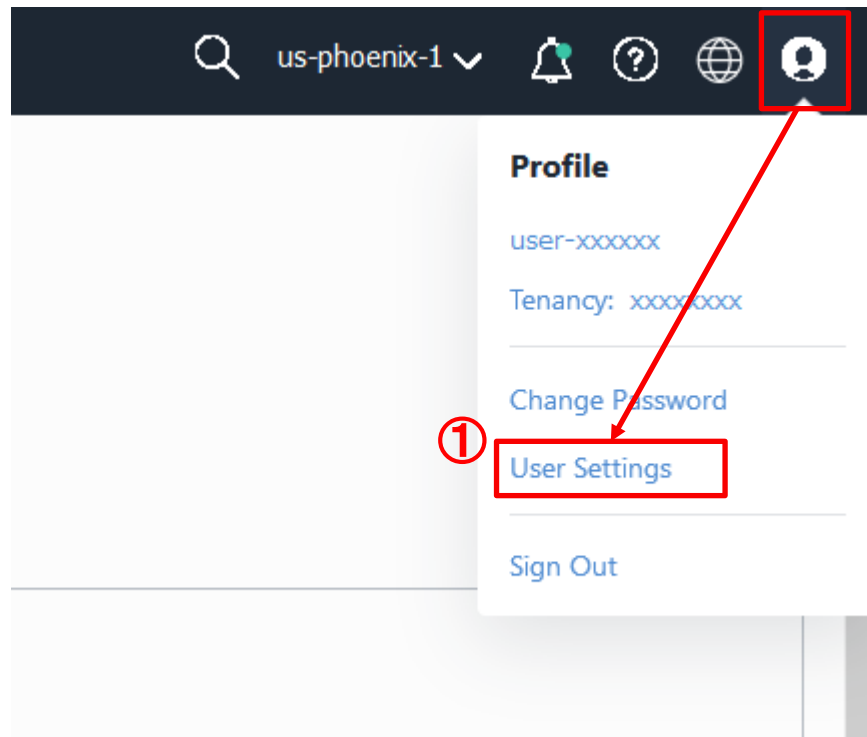 us-phoenix-1
Profile
user-xxxxxx
Tenancy: xxxxxxxx
Change Password
①
User Settings
Sign Out